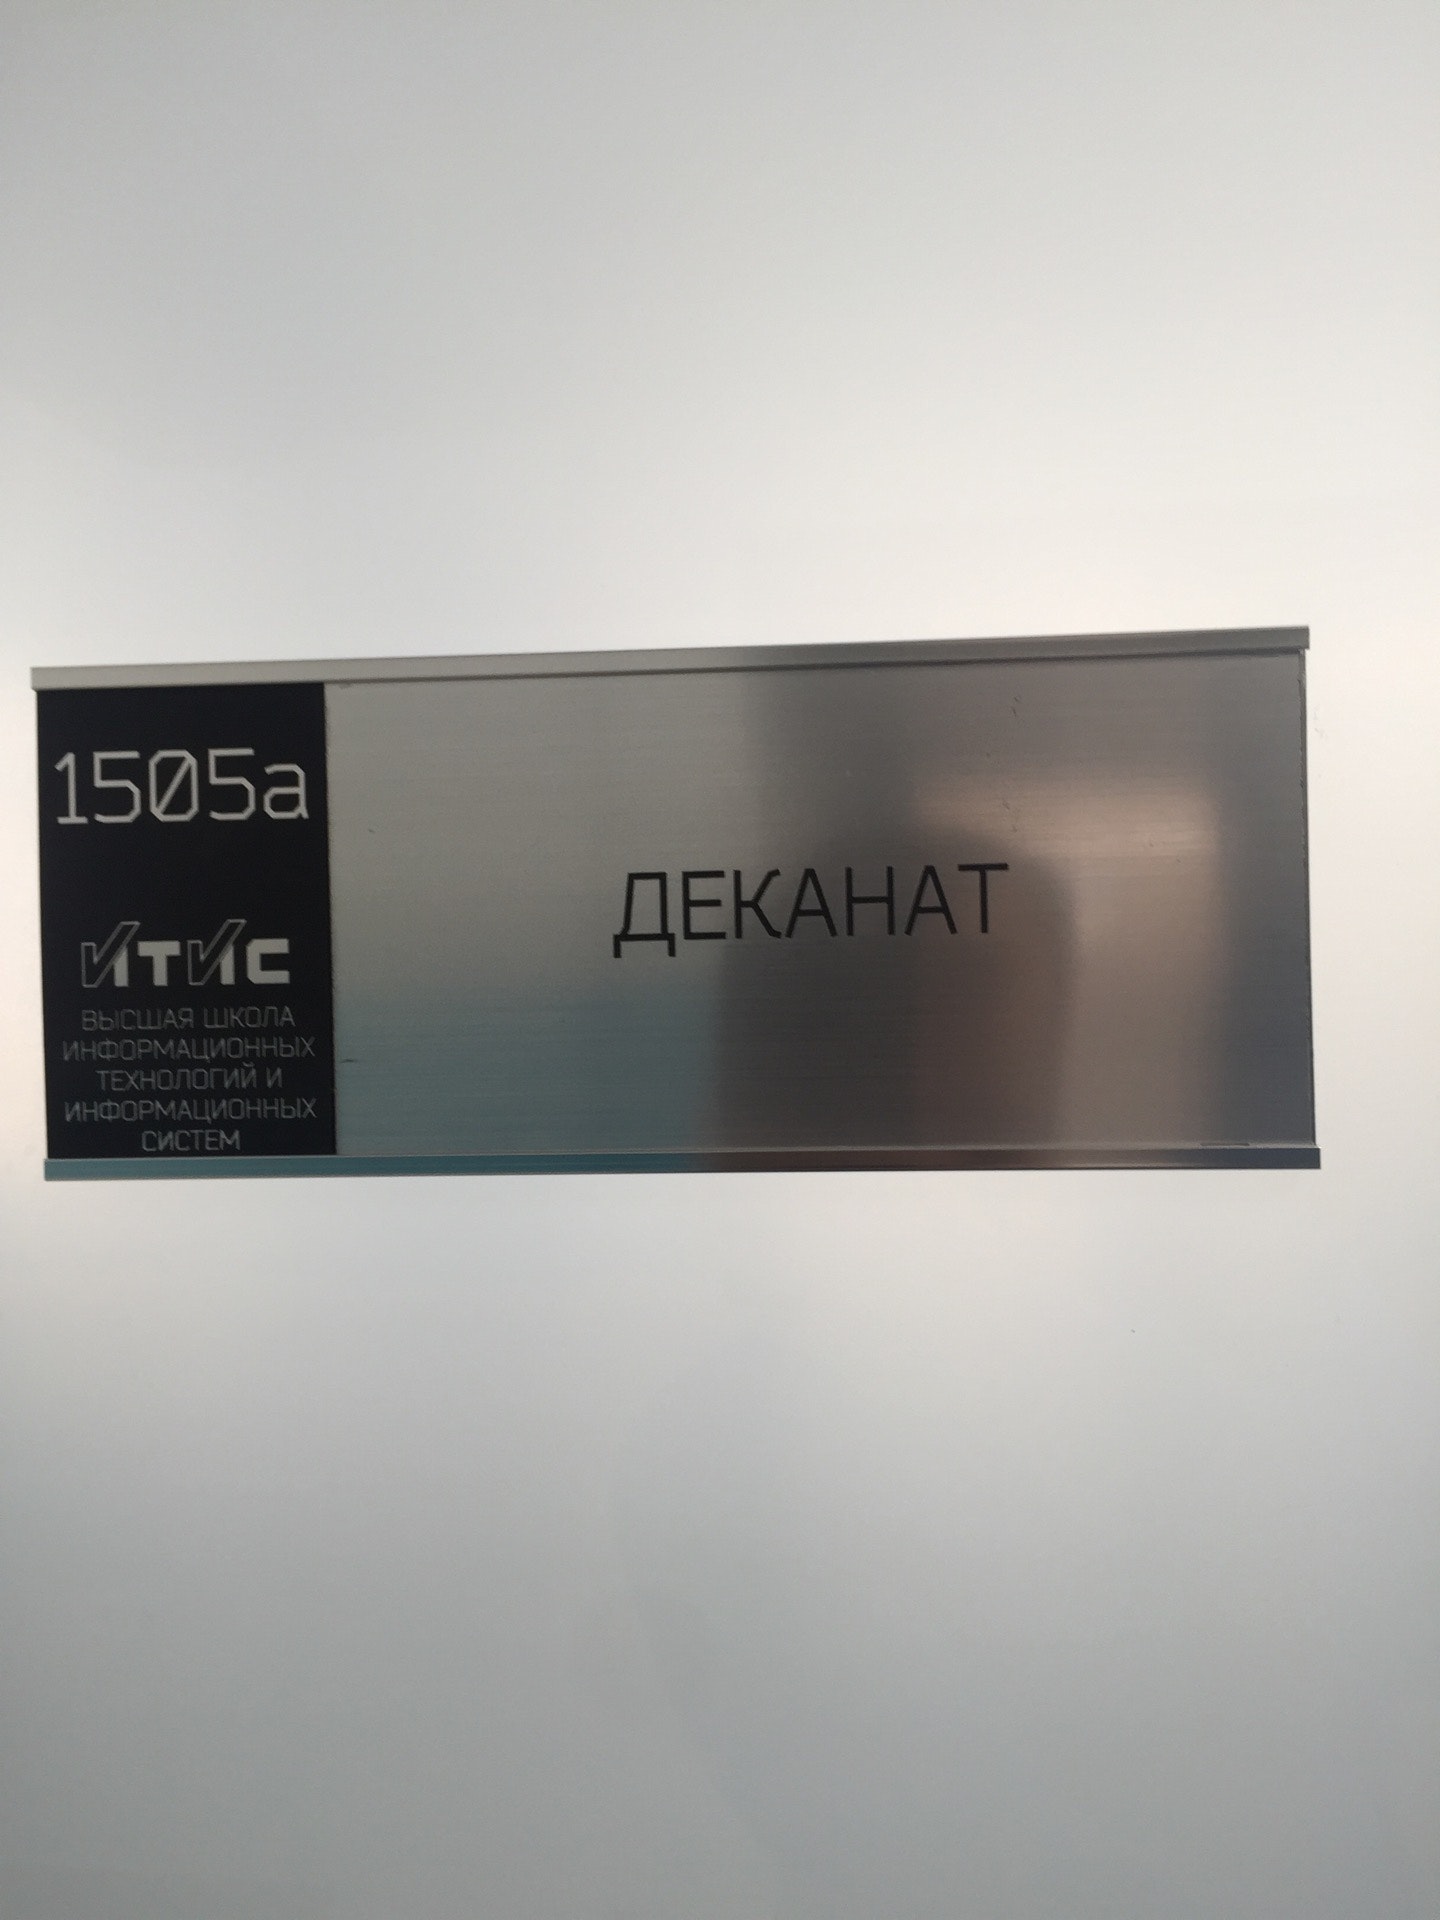 1505а
ИТИС
ВЫСШАЯ ШКОЛА
ИНФОРМАЦИОННЫХ
ТЕХНОЛОГИЙ И
ИНФОРМАЦИОННЫХ
СИСТЕМ
ДЕКАНАТ